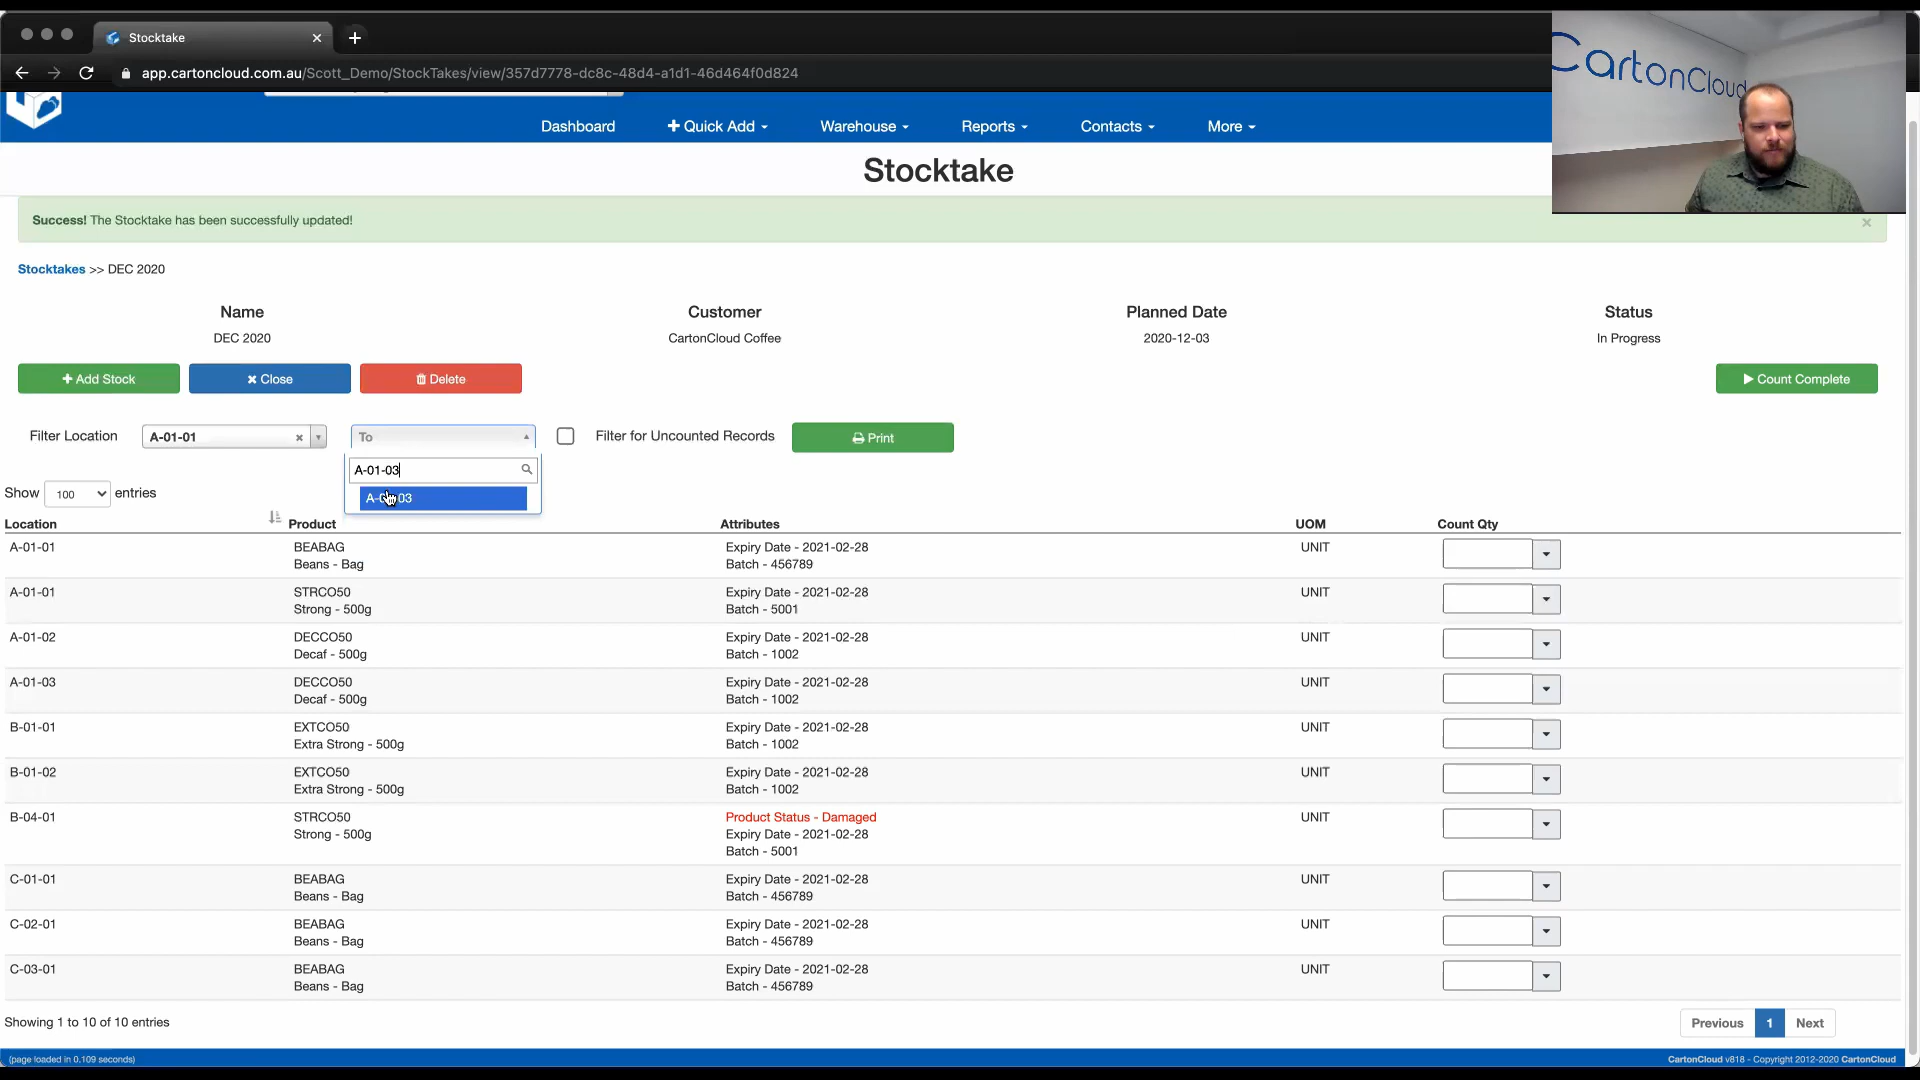 Stocktake
app.cartoncloud.com.au/Scott_Demo/StockTakes/view/357d7778-dc8c-48d4-a1d1-46d464f0d824
CartonCloud
Dashboard
Quick Add
Warehouse
Reports
Contacts
More
Stocktake
Success! The Stocktake has been successfully updated!
Stocktakes >> DEC 2020
Name Customer Planned Date Status
DEC 2020 CartonCloud Coffee 2020-12-03 In Progress
Add Stock
Close
Delete
Count Complete
Filter Location A-01-01 To Filter for Uncounted Records Print
A-01-03
Show 100 entries
Location Product Attributes UOM Count Qty
A-01-01 BEABAG Expiry Date - 2021-02-28 UNIT
Beans - Bag Batch - 456789
A-01-01 STRCO50 Expiry Date - 2021-02-28 UNIT
Strong - 500g Batch - 5001
A-01-02 DECCO50 Expiry Date - 2021-02-28 UNIT
Decaf - 500g Batch - 1002
A-01-03 DECCO50 Expiry Date - 2021-02-28 UNIT
Decaf - 500g Batch - 1002
B-01-01 EXTCO50 Expiry Date - 2021-02-28 UNIT
Extra Strong - 500g Batch - 1002
B-01-02 EXTCO50 Expiry Date - 2021-02-28 UNIT
Extra Strong - 500g Batch - 1002
B-04-01 STRCO50 Product Status - Damaged UNIT
Strong - 500g Expiry Date - 2021-02-28
Batch - 5001
C-01-01 BEABAG Expiry Date - 2021-02-28 UNIT
Beans - Bag Batch - 456789
C-02-01 BEABAG Expiry Date - 2021-02-28 UNIT
Beans - Bag Batch - 456789
C-03-01 BEABAG Expiry Date - 2021-02-28 UNIT
Beans - Bag Batch - 456789
Showing 1 to 10 of 10 entries
Previous 1 Next
(page loaded in 0.109 seconds)
CartonCloud v818 - Copyright 2012-2020 CartonCloud